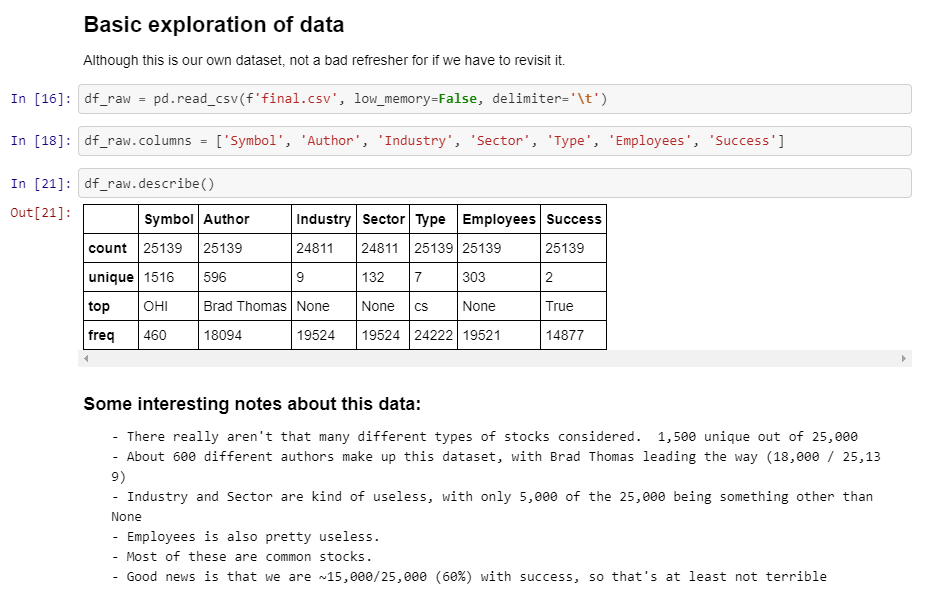 Basic exploration of data
Although this is our own dataset, not a bad refresher for if we have to revisit it.
In [16]: df_raw = pd.read_csv(f'final.csv', low_memory=False, delimiter='\t')
In [18]: df_raw.columns = ['Symbol', 'Author', 'Industry', 'Sector', 'Type', 'Employees', 'Success']
In [21]: df_raw.describe()
Out[21]:
Symbol Author Industry Sector Type Employees Success
count 25139 25139 24811 24811 25139 25139 25139
unique 1516 596 9 132 7 303 2
top OHI Brad Thomas None None cs None True
freq 460 18094 19524 19524 24222 19521 14877
Some interesting notes about this data:
- There really aren't that many different types of stocks considered.  1,500 unique out of 25,000
- About 600 different authors make up this dataset, with Brad Thomas leading the way (18,000 / 25,13
9)
- Industry and Sector are kind of useless, with only 5,000 of the 25,000 being something other than
None
- Employees is also pretty useless.
- Most of these are common stocks.
- Good news is that we are ~15,000/25,000 (60%) with success, so that's at least not terrible